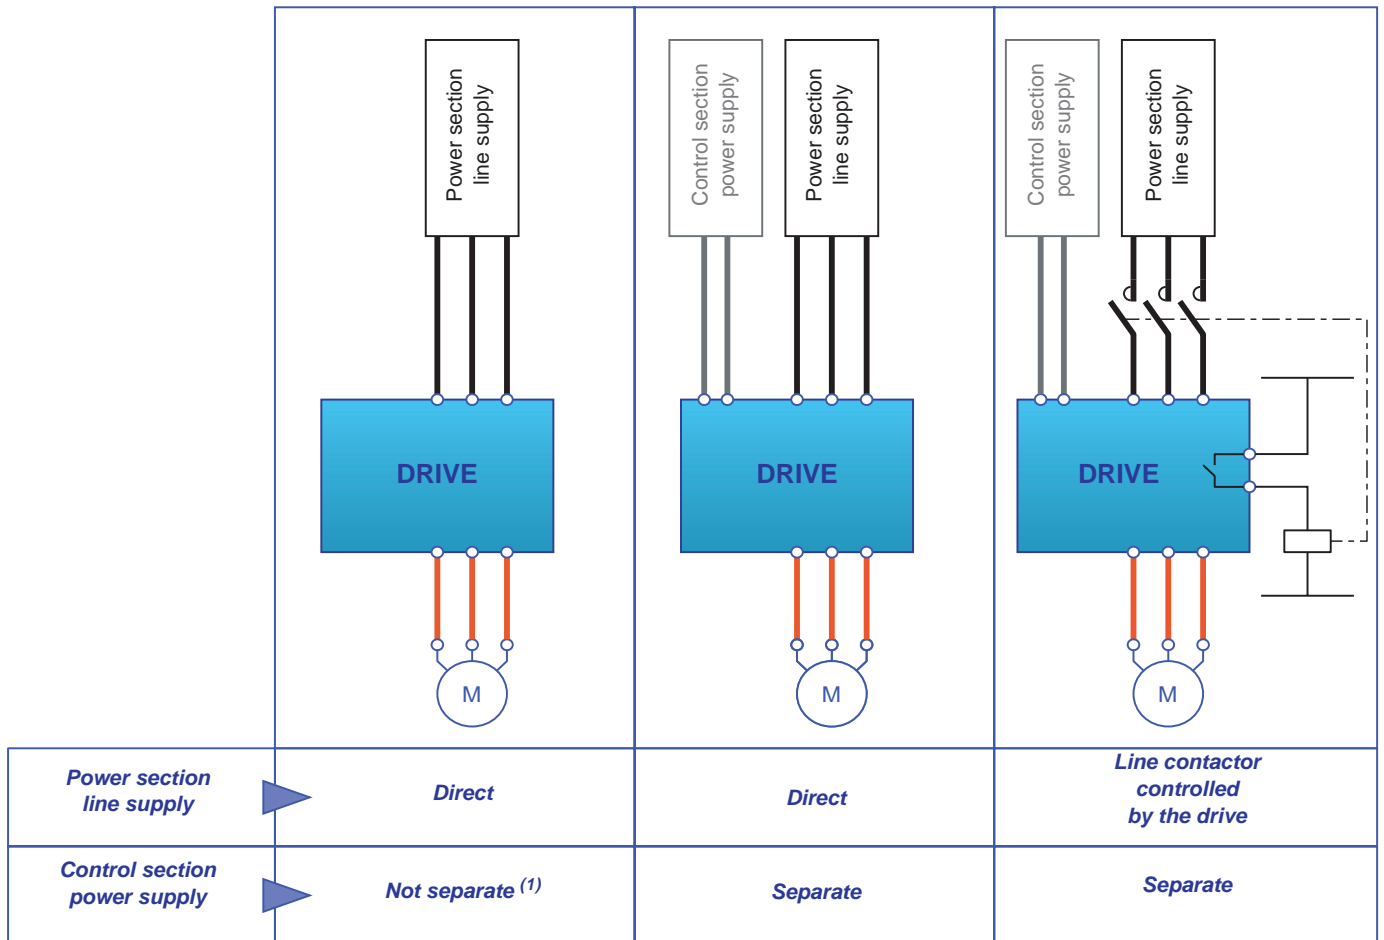 Power section
line supply
Control section
power supply
Power section
line supply
Control section
power supply
Power section
line supply
DRIVE
DRIVE
DRIVE
M
M
M
Power section
line supply
Direct
Direct
Line contactor
controlled
by the drive
Control section
power supply
Not separate (1)
Separate
Separate